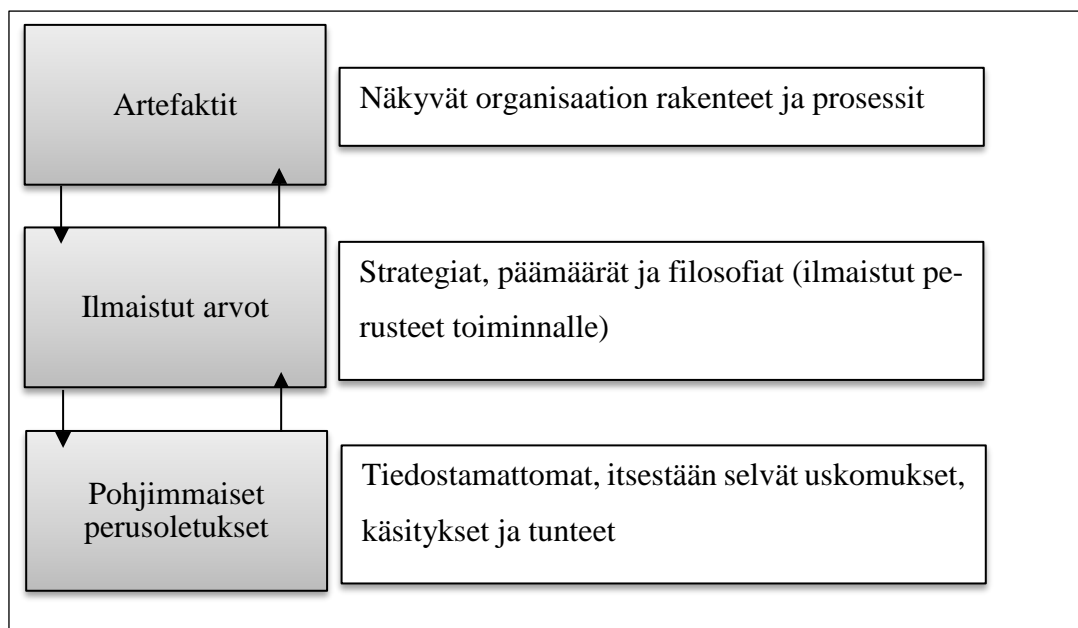 Artefaktit
Näkyvät organisaation rakenteet ja prosessit
Ilmaistut arvot
Strategiat, päämäärät ja filosofiat (ilmaistut pe-
rusteet toiminnalle)
Pohjimmaiset
perusoletukset
Tiedostamattomat, itsestään selvät uskomukset,
käsitykset ja tunteet